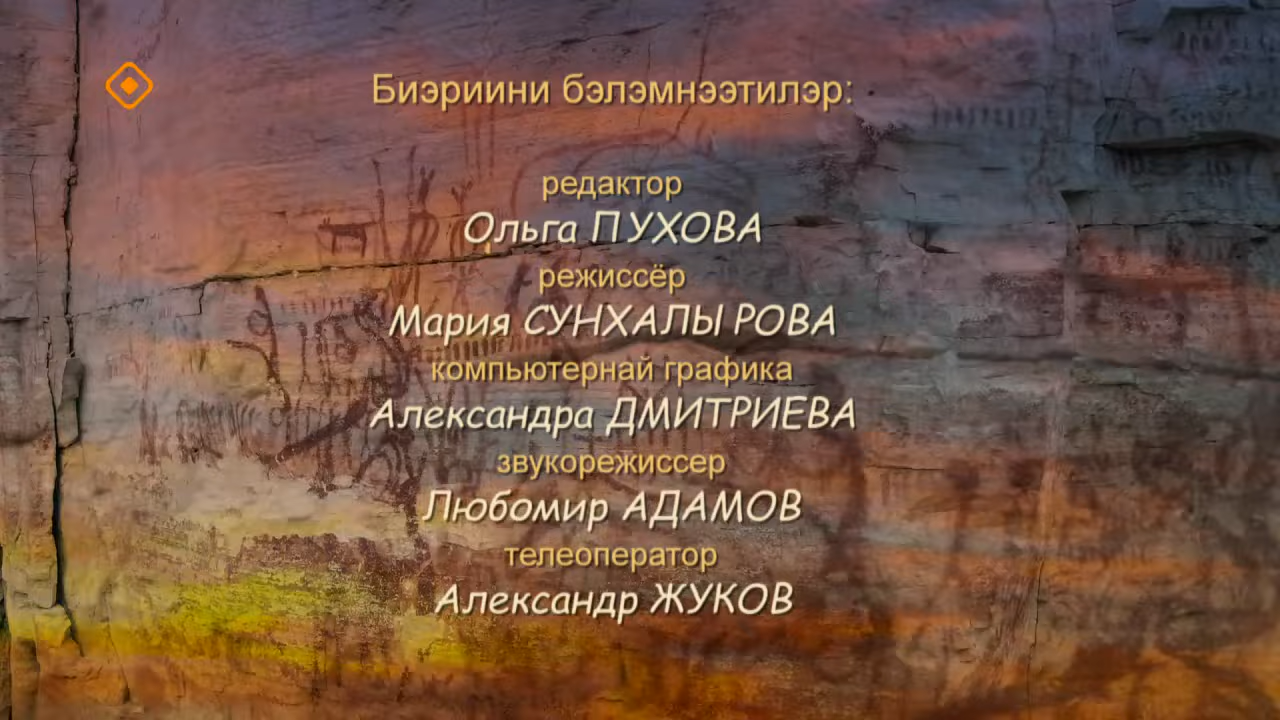 Биэриини бэлэмнээтилэр:
редактор
Ольга ПУХОВА
режиссёр
Мария СУНХАЛЫРОВА
компьютернай графика
Александра ДМИТРИЕВА
звукорежиссер
Любомир АДАМОВ
телеоператор
Александр ЖУКОВ